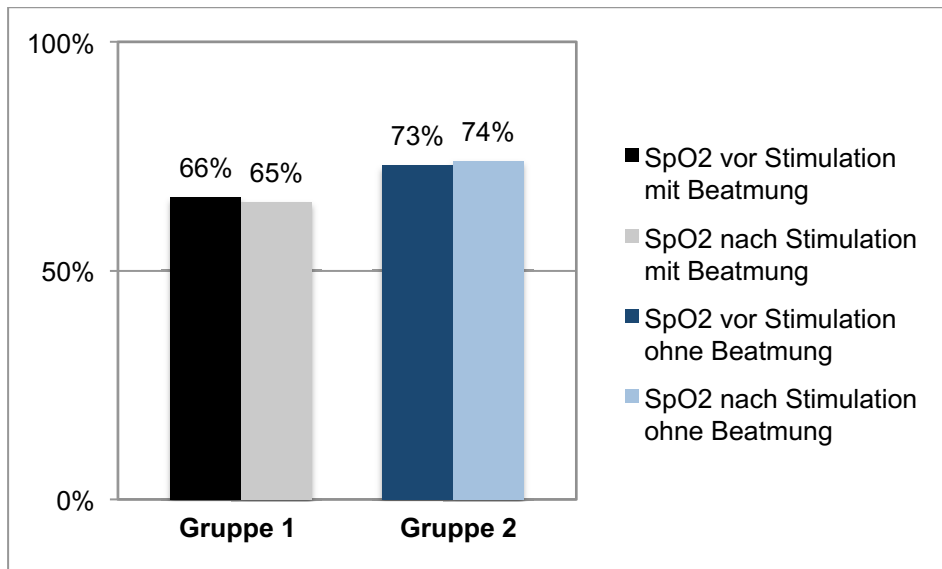 100%
50%
0%
66%
65%
73%
74%
Gruppe 1
Gruppe 2
SpO2 vor Stimulation
mit Beatmung
SpO2 nach Stimulation
mit Beatmung
SpO2 vor Stimulation
ohne Beatmung
SpO2 nach Stimulation
ohne Beatmung